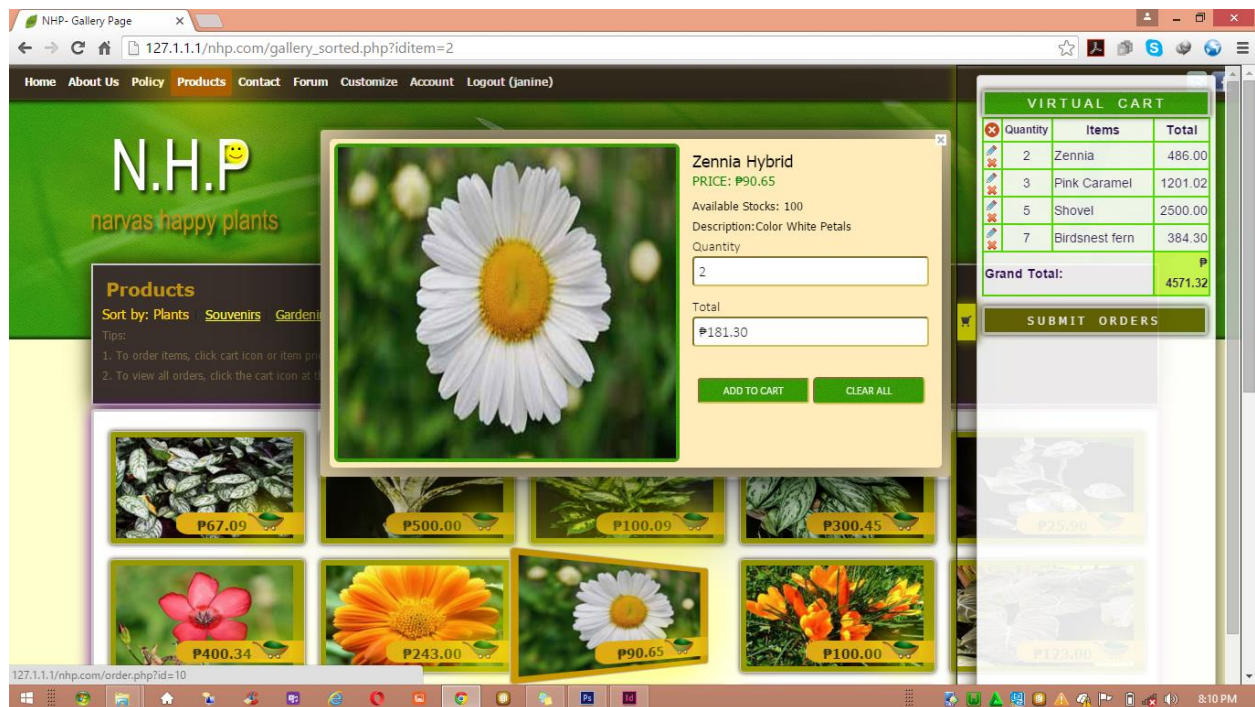 NHP- Gallery Page
127.1.1.1/nhp.com/gallery_sorted.php?iditem=2
Home About Us Policy Products Contact Forum Customize Account Logout (janine)
N.H.P
narvas happy plants
Products
Sort by: Plants Souvenirs
Tips:
1. To order items, click cart icon or item
2. To view all orders, click the cart icon at
Zennia Hybrid
PRICE: ₱90.65
Available Stocks: 100
Description:Color White Petals
Quantity
2
Total
₱181.30
ADD TO CART CLEAR ALL
VIRTUAL CART
Quantity Items Total
2 Zennia 486.00
3 Pink Caramel 1201.02
5 Shovel 2500.00
7 Birdsnest fern 384.30
Grand Total: ₱
4571.32
SUBMIT ORDERS
₱67.09 ₱500.00 ₱100.09 ₱300.45 ₱25.90
₱400.34 ₱243.00 ₱90.65 ₱100.00 ₱123.00
127.1.1.1/nhp.com/order.php?id=10
Ps Id
8:10 PM